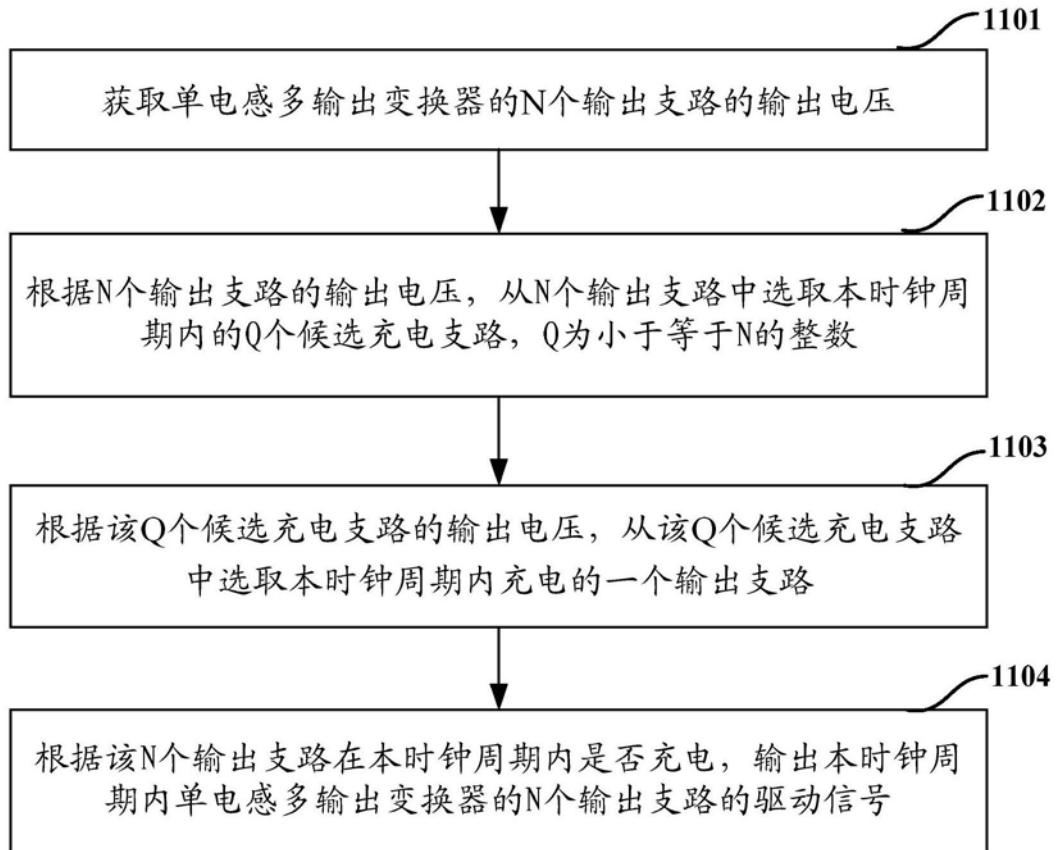 1101
获取单电感多输出变换器的N个输出支路的输出电压
1102
根据N个输出支路的输出电压，从N个输出支路中选取本时钟周
期内的Q个候选充电支路，Q为小于等于N的整数
1103
根据该Q个候选充电支路的输出电压，从该Q个候选充电支路
中选取本时钟周期内充电的一个输出支路
1104
根据该N个输出支路在本时钟周期内是否充电，输出本时钟周
期内单电感多输出变换器的N个输出支路的驱动信号